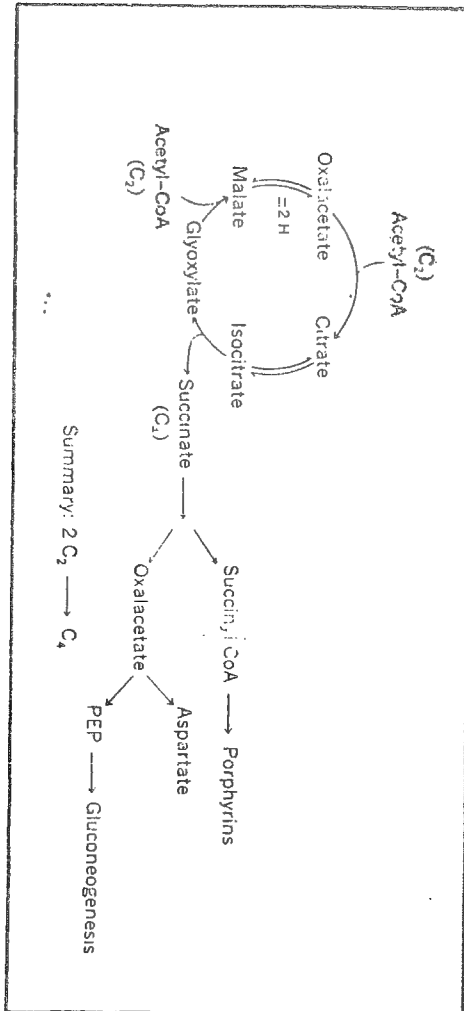 (C₂)
Acetyl-CoA
Oxalacetate
Citrate
=2H
Malate
Isocitrate
Glyoxylate
Acetyl-CoA
(C₂)
Succinate
(C₄)
Succinyl CoA
Porphyrins
Oxalacetate
Aspartate
PEP
Gluconeogenesis
Summary: 2 C₂ → C₄